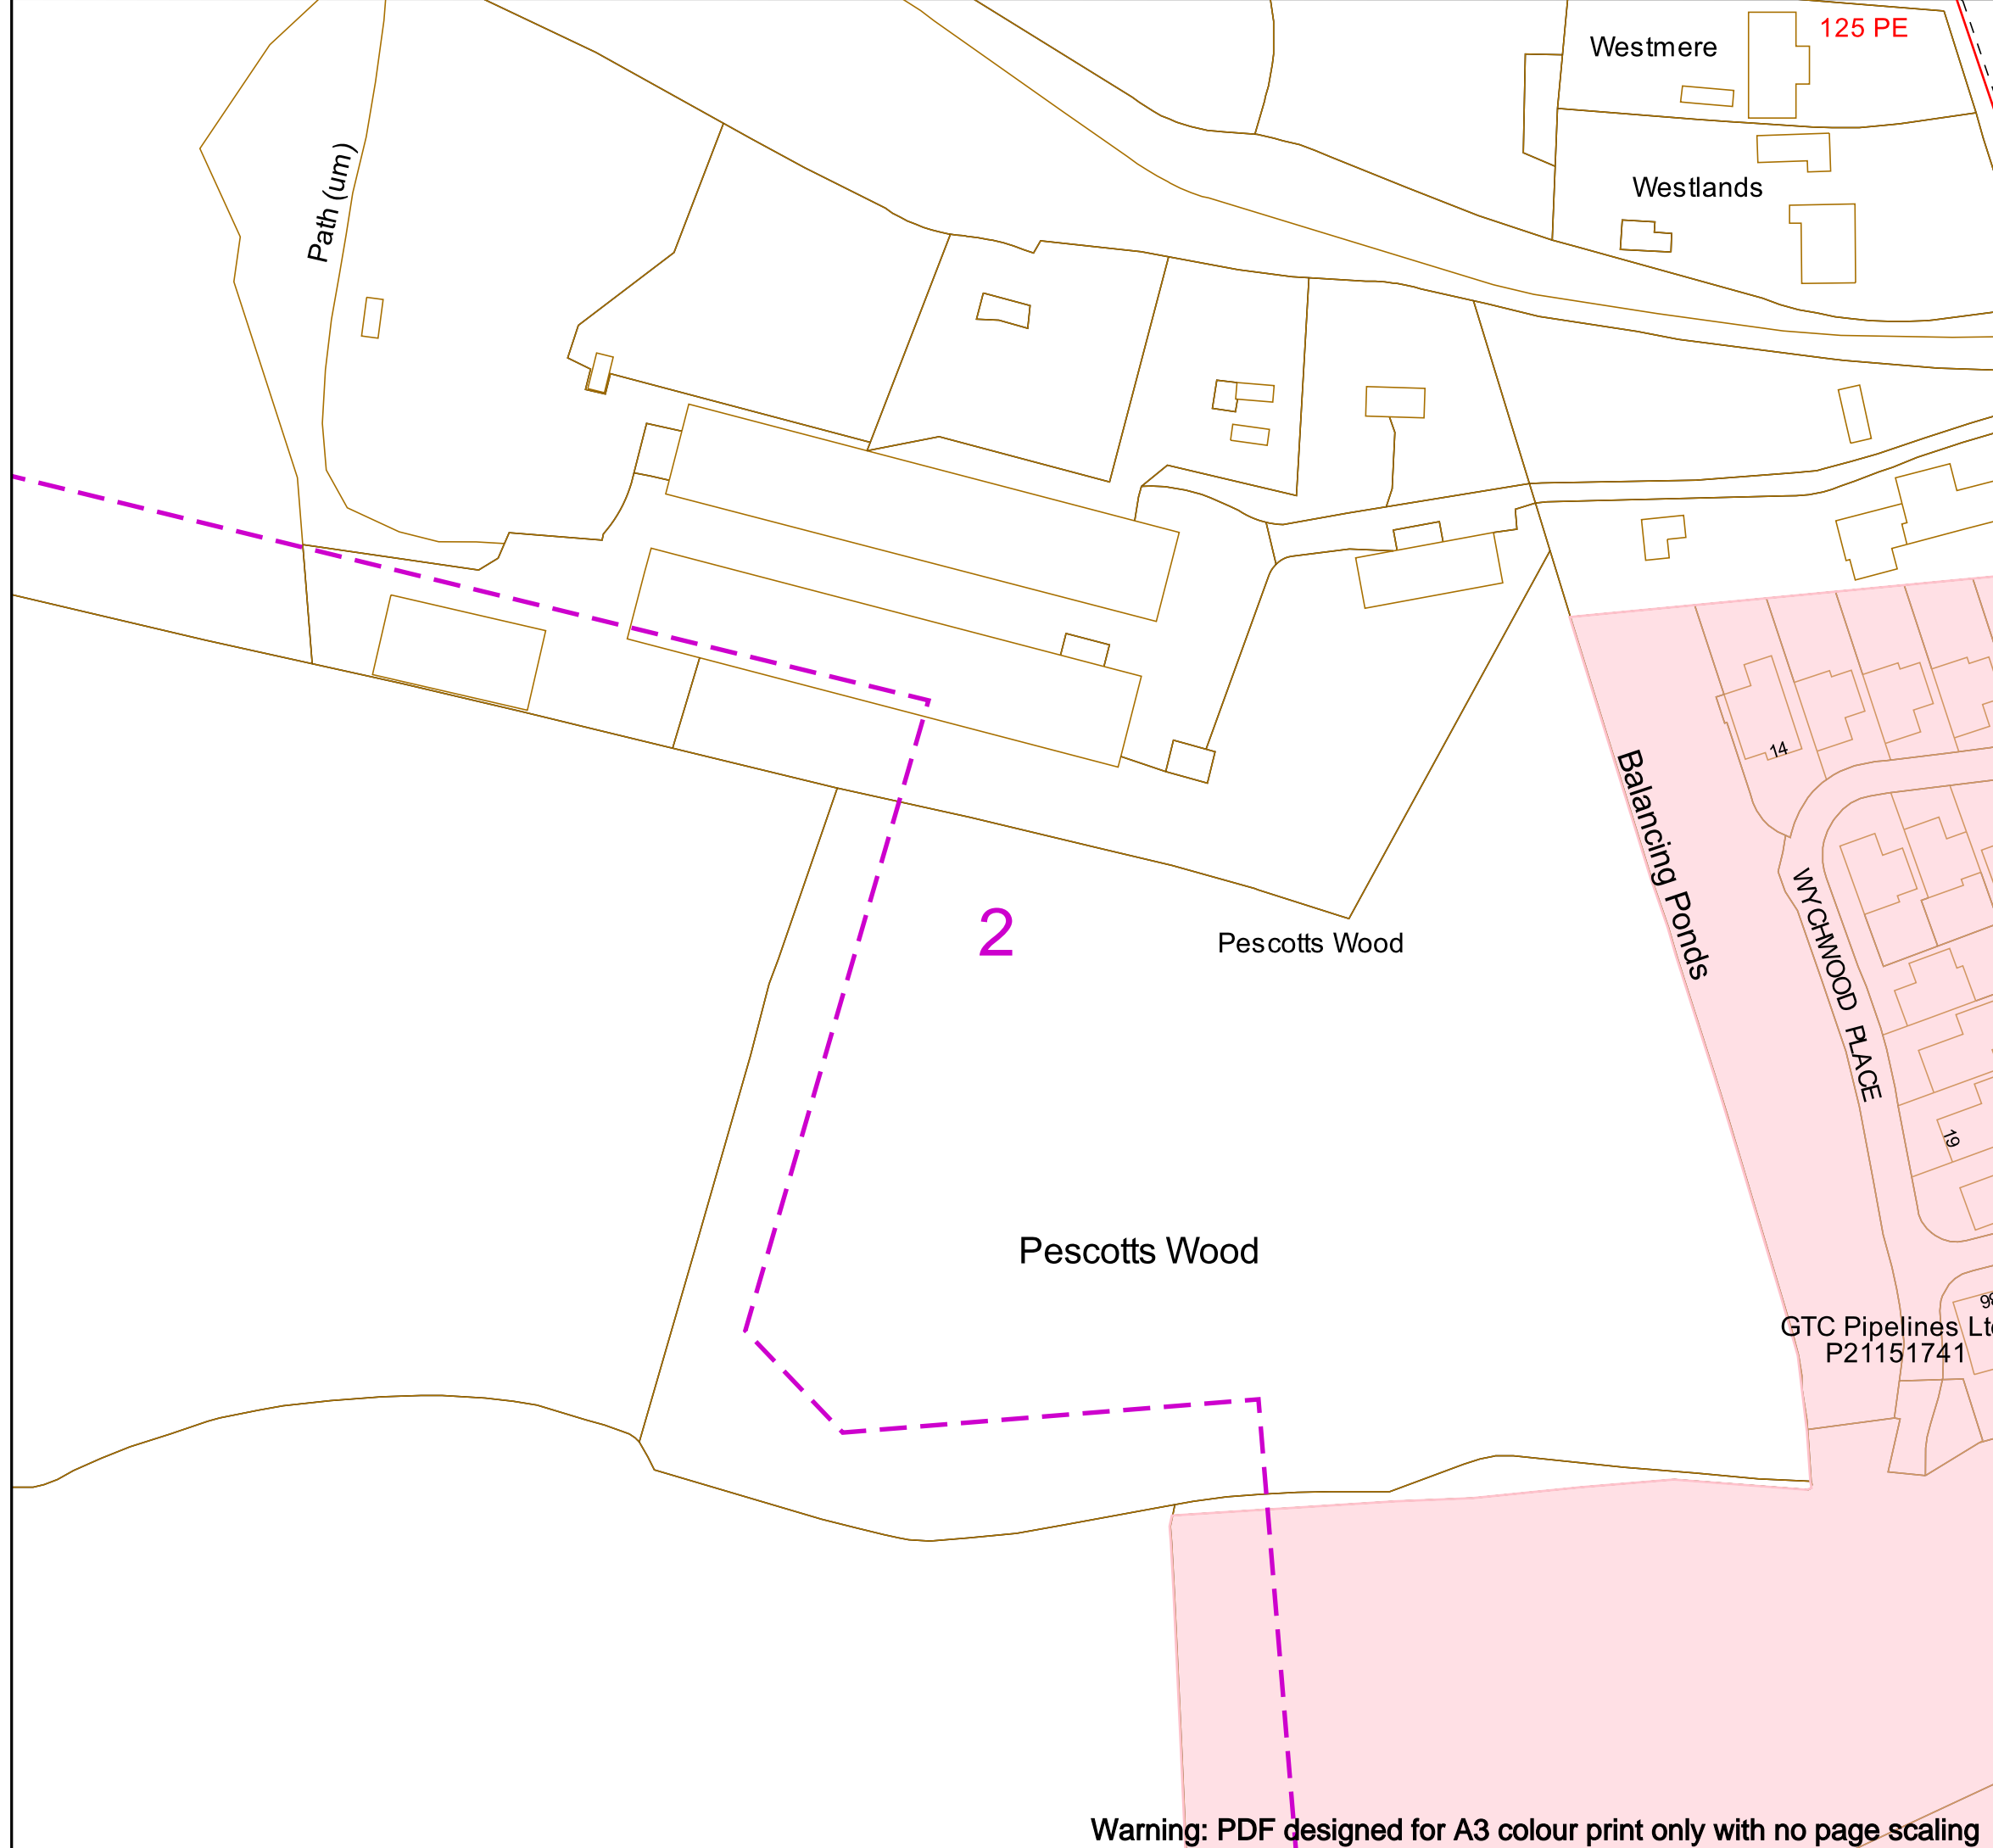 125 PE
Westmere
Path (um)
Westlands
14
Balancing Ponds
WYCHWOOD PLACE
2
Pescotts Wood
19
Pescotts Wood
GTC Pipelines
P21151741
Warning: PDF designed for A3 colour print only with no page scaling